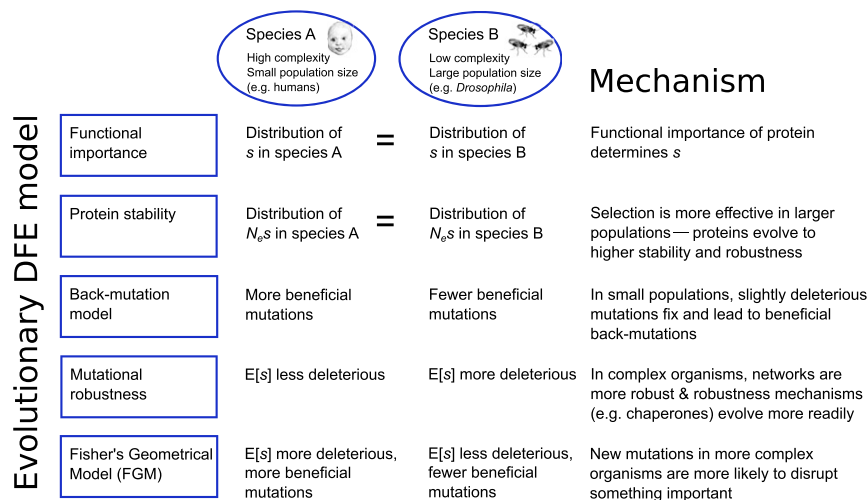 Species A
High complexity
Small population size
(e.g. humans)
Species B
Low complexity
Large population size
(e.g. Drosophila)
Mechanism
Evolutionary DFE model
Functional
importance
Distribution of
s in species A
=
Distribution of
s in species B
Functional importance of protein
determines s
Protein stability
Distribution of
Nes in species A
=
Distribution of
Nes in species B
Selection is more effective in larger
populations — proteins evolve to
higher stability and robustness
Back-mutation
model
More beneficial
mutations
Fewer beneficial
mutations
In small populations, slightly deleterious
mutations fix and lead to beneficial
back-mutations
Mutational
robustness
E[s] less deleterious
E[s] more deleterious
In complex organisms, networks are
more robust & robustness mechanisms
(e.g. chaperones) evolve more readily
Fisher's Geometrical
Model (FGM)
E[s] more deleterious,
more beneficial
mutations
E[s] less deleterious,
fewer beneficial
mutations
New mutations in more complex
organisms are more likely to disrupt
something important